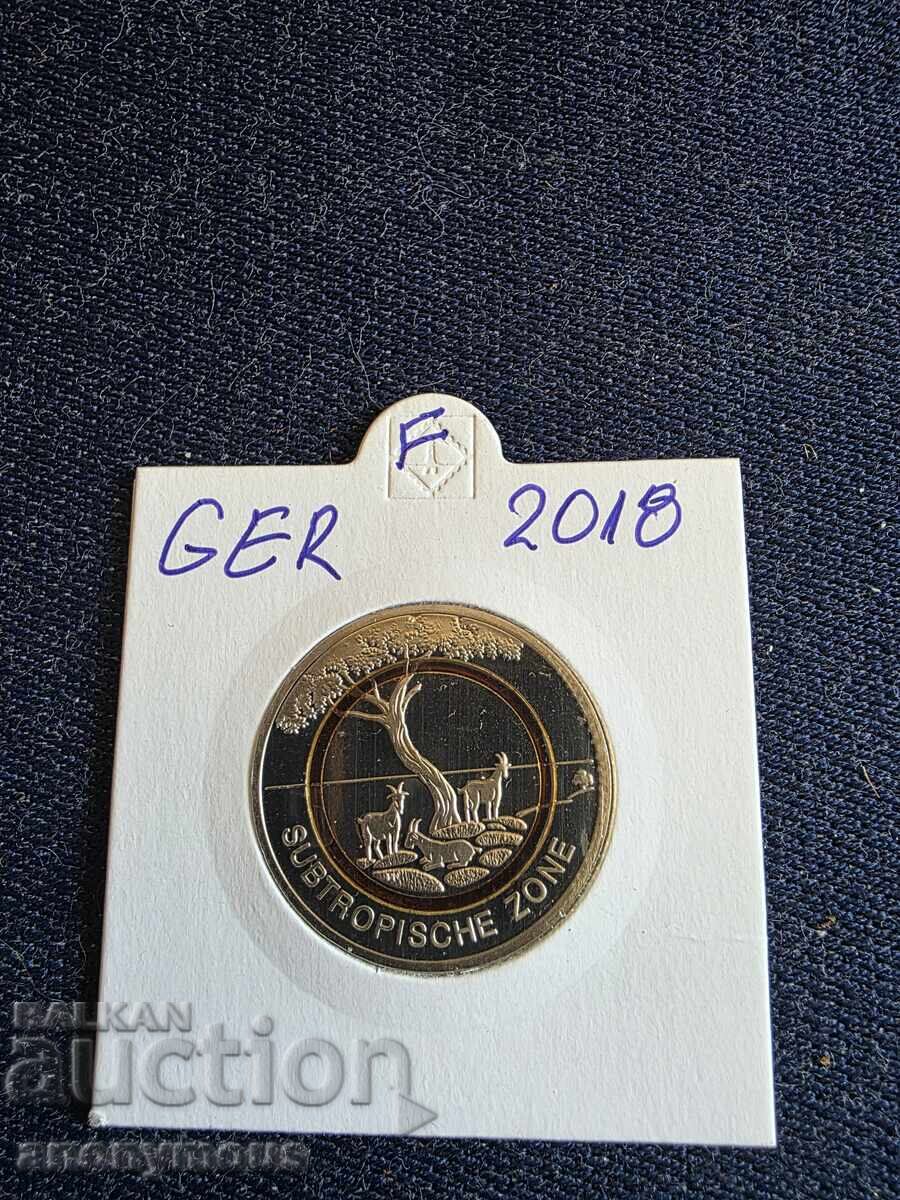 F
GER 2018
SUBTROPISCHE ZONE
BALKAN
auction
anonymous